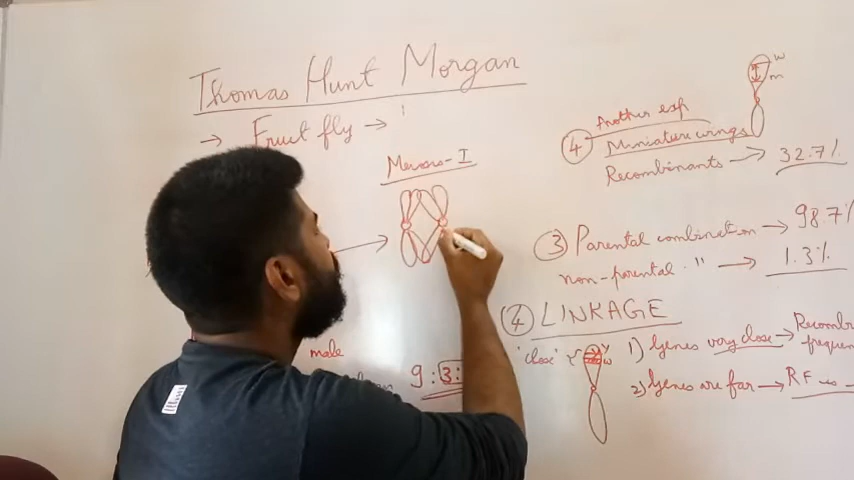 Thomas Hunt Morgan
→ Fruit fly →
Meiosis - I
male
9:3:
w
m
④ Another exp
Miniature wings
Recombinants → 32.7%
③ Parental combination → 98.7%
non-parental " → 1.3%
④ LINKAGE
'close' y w
1) Genes very close → Recomb
frequen
2) Genes are far → RF is